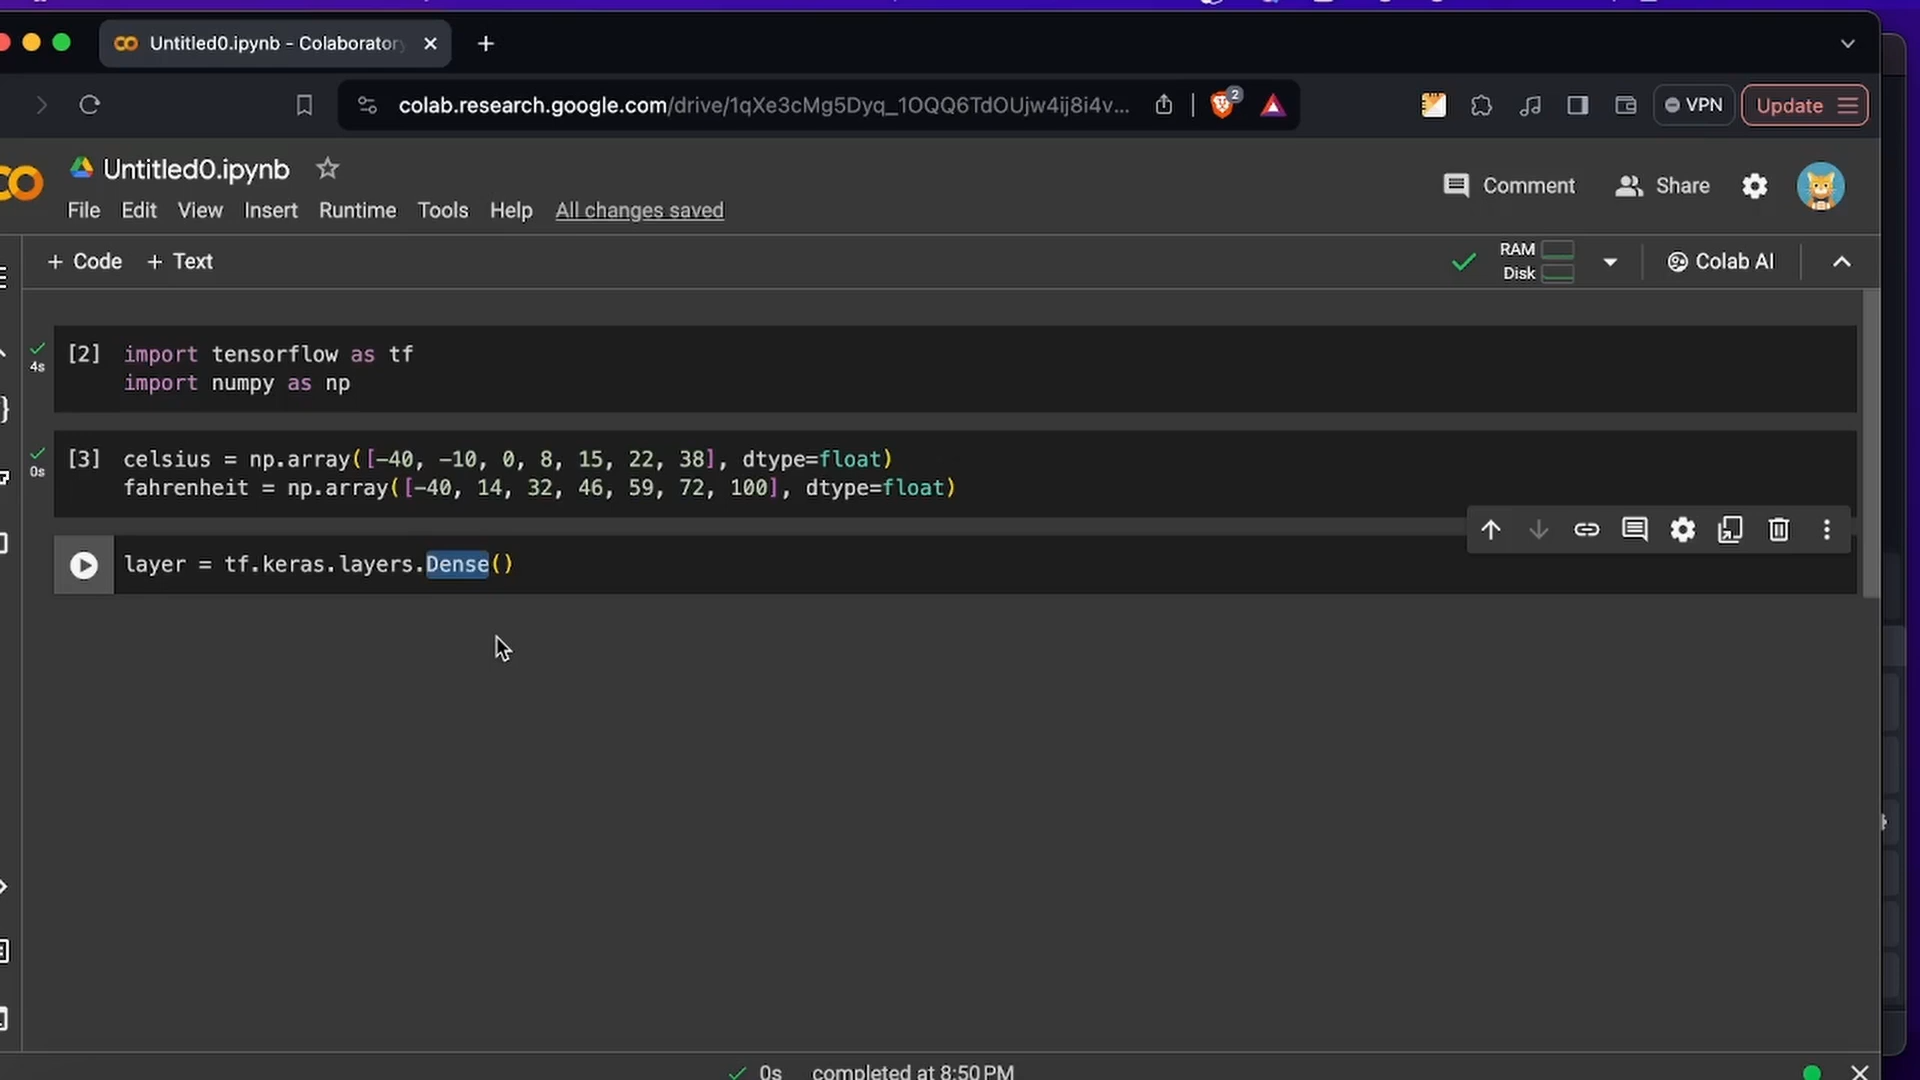 Untitled0.ipynb - Colaborator
colab.research.google.com/drive/1qXe3cMg5Dyq_1OQQ6TdOUjw4ij8i4v...
2
VPN
Update
Untitled0.ipynb
Comment
Share
File Edit View Insert Runtime Tools Help All changes saved
+ Code + Text
RAM
Disk
Colab AI
4s
[2] import tensorflow as tf
import numpy as np
0s
[3] celsius = np.array([-40, -10, 0, 8, 15, 22, 38], dtype=float)
fahrenheit = np.array([-40, 14, 32, 46, 59, 72, 100], dtype=float)
layer = tf.keras.layers.Dense()
0s completed at 8:50 PM